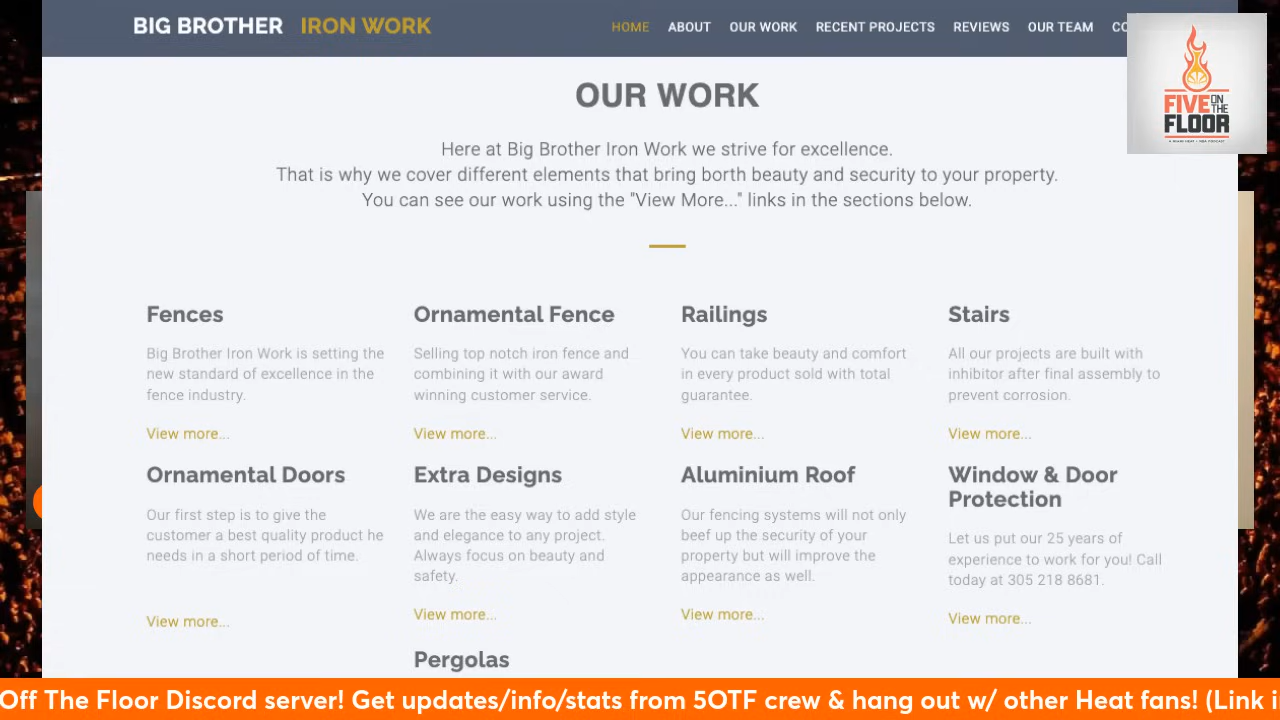 BIG BROTHER IRON WORK
HOME ABOUT OUR WORK RECENT PROJECTS REVIEWS OUR TEAM
FIVE ON THE
FLOOR
OUR WORK
Here at Big Brother Iron Work we strive for excellence.
That is why we cover different elements that bring borth beauty and security to your property.
You can see our work using the "View More..." links in the sections below.
Fences
Big Brother Iron Work is setting the
new standard of excellence in the
fence industry.
View more...
Ornamental Fence
Selling top notch iron fence and
combining it with our award
winning customer service.
View more...
Railings
You can take beauty and comfort
in every product sold with total
guarantee.
View more...
Stairs
All our projects are built with
inhibitor after final assembly to
prevent corrosion.
View more...
Ornamental Doors
Our first step is to give the
customer a best quality product he
needs in a short period of time.
View more...
Extra Designs
We are the easy way to add style
and elegance to any project.
Always focus on beauty and
safety.
View more...
Aluminium Roof
Our fencing systems will not only
beef up the security of your
property but will improve the
appearance as well.
View more...
Window & Door
Protection
Let us put our 25 years of
experience to work for you! Call
today at 305 218 8681.
View more...
Pergolas
Off The Floor Discord server! Get updates/info/stats from 5OTF crew & hang out w/ other Heat fans! (Link i